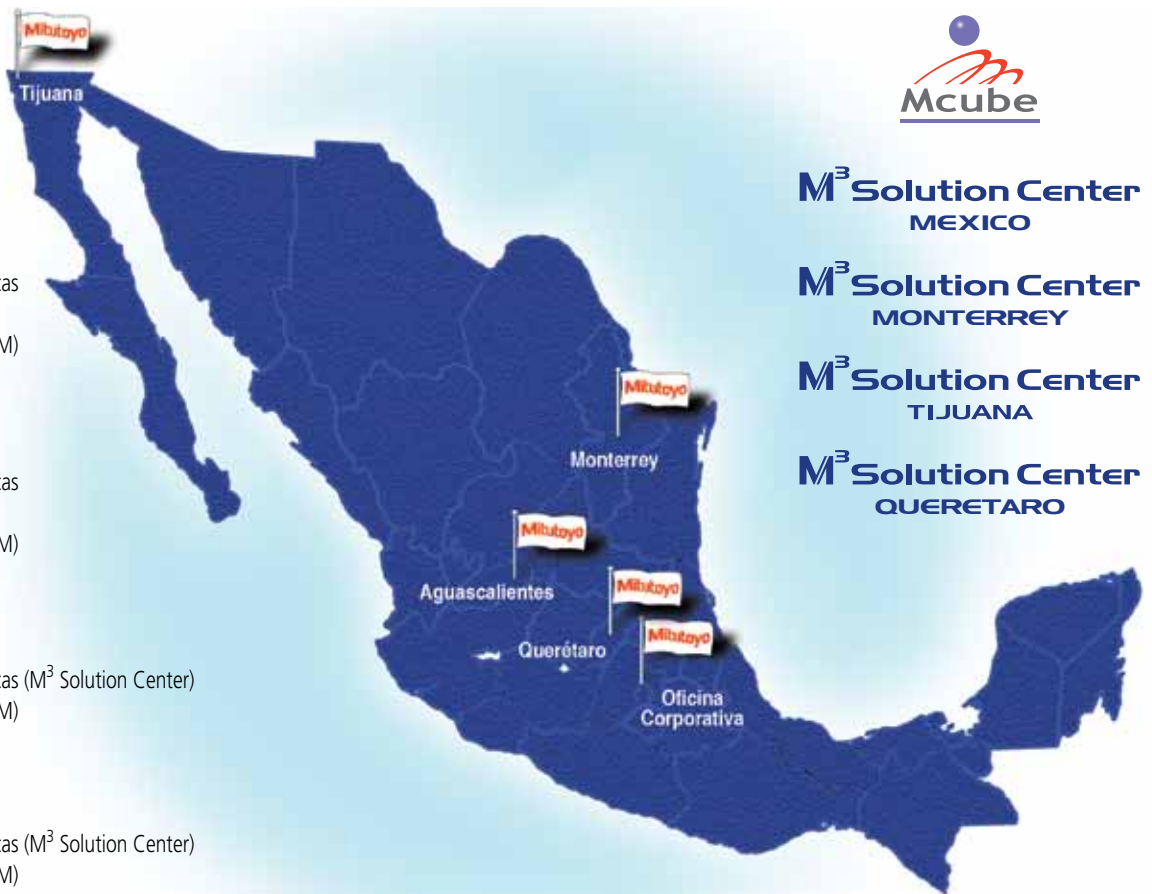 Mitutoyo
Tijuana
Mcube
M³ Solution Center
MEXICO
M³ Solution Center
MONTERREY
M³ Solution Center
TIJUANA
M³ Solution Center
QUERETARO
Mitutoyo
Monterrey
Mitutoyo
Aguascalientes
Mitutoyo
Querétaro
Mitutoyo
Oficina
Corporativa
tas
M)
tas
M)
tas (M³ Solution Center)
M)
tas (M³ Solution Center)
M)